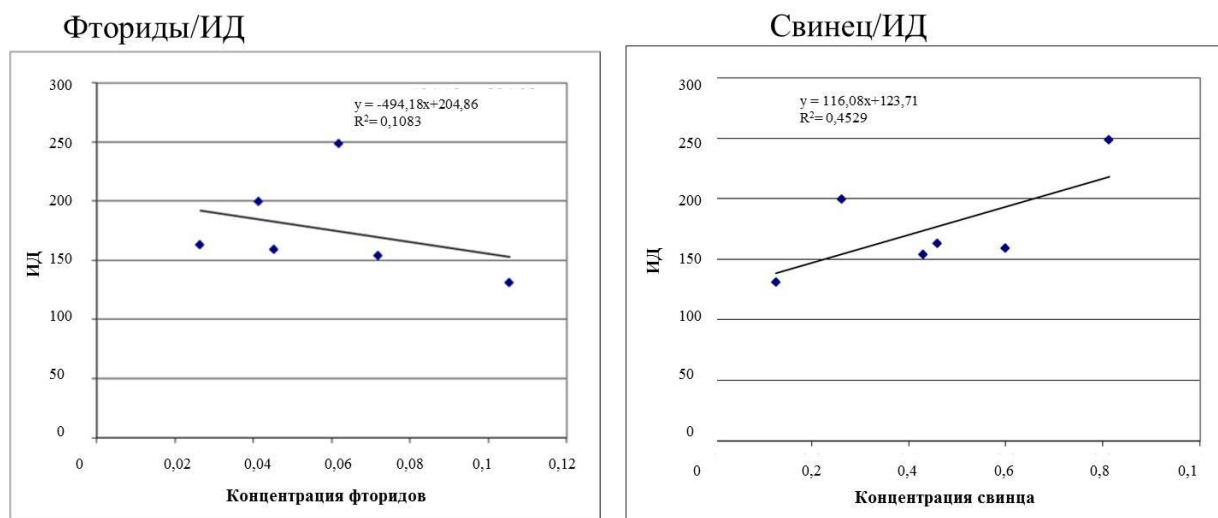 Фториды/ИД
300
250
200
150
100
50
0
ИД
y = -494,18x+204,86
R²= 0,1083
0 0,02 0,04 0,06 0,08 0,1 0,12
Концентрация фторидов
Свинец/ИД
300
250
200
150
100
50
0
ИД
y = 116,08x+123,71
R²= 0,4529
0 0,2 0,4 0,6 0,8 0,1
Концентрация свинца